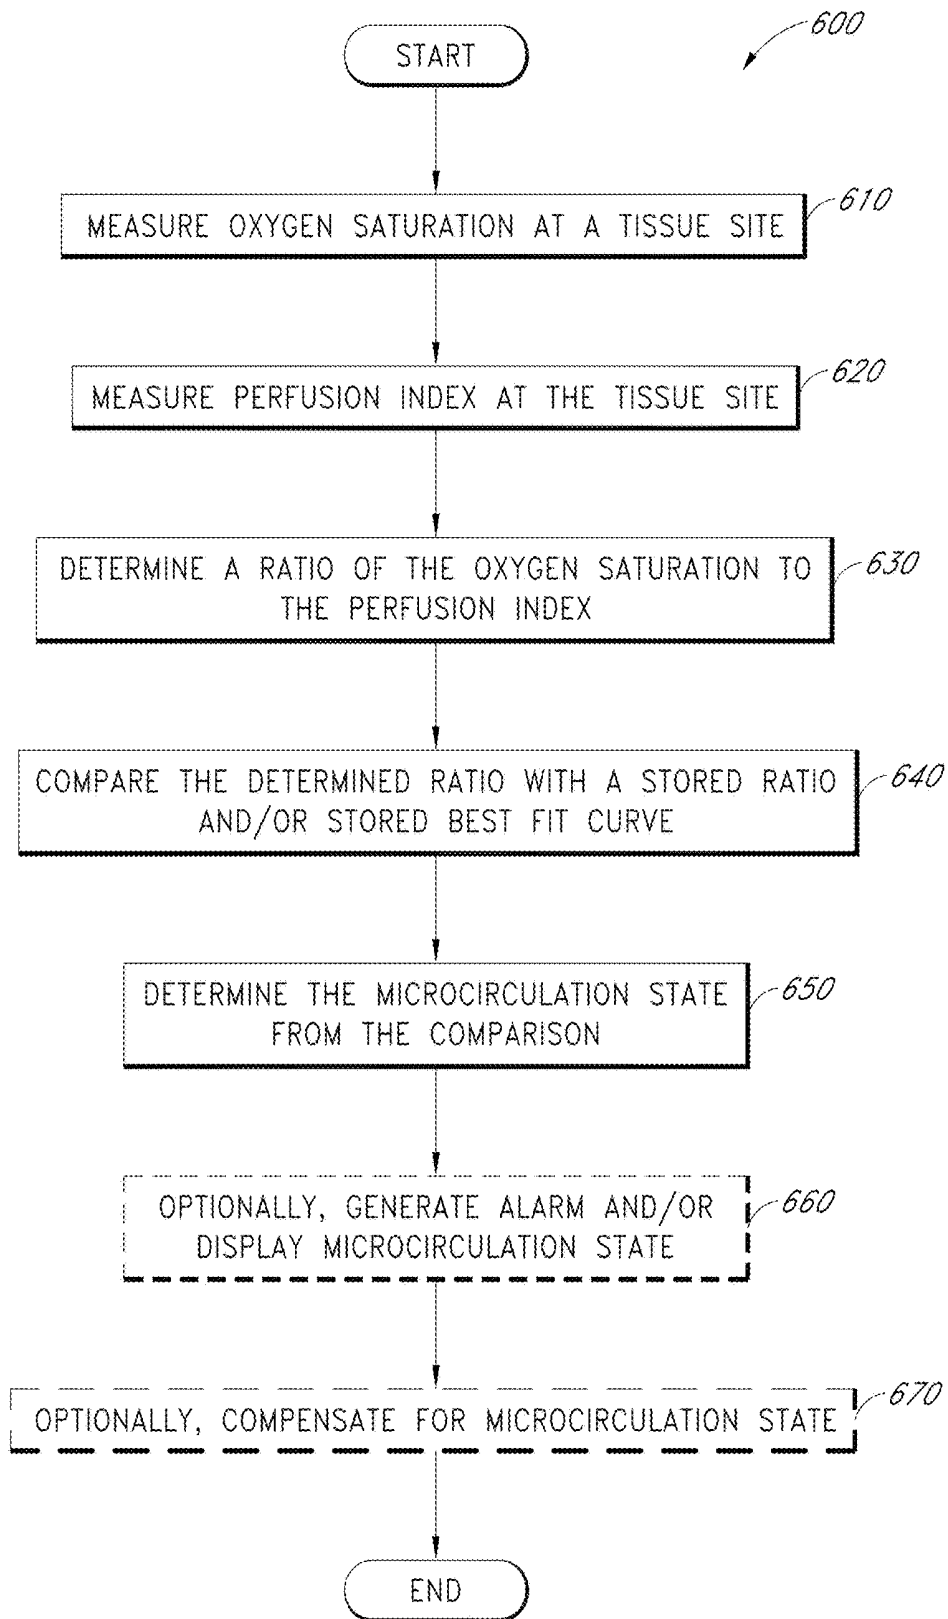 600
START
MEASURE OXYGEN SATURATION AT A TISSUE SITE
610
MEASURE PERFUSION INDEX AT THE TISSUE SITE
620
DETERMINE A RATIO OF THE OXYGEN SATURATION TO
THE PERFUSION INDEX
630
COMPARE THE DETERMINED RATIO WITH A STORED RATIO
AND/OR STORED BEST FIT CURVE
640
DETERMINE THE MICROCIRCULATION STATE
FROM THE COMPARISON
650
OPTIONALLY, GENERATE ALARM AND/OR
DISPLAY MICROCIRCULATION STATE
660
OPTIONALLY, COMPENSATE FOR MICROCIRCULATION STATE
670
END